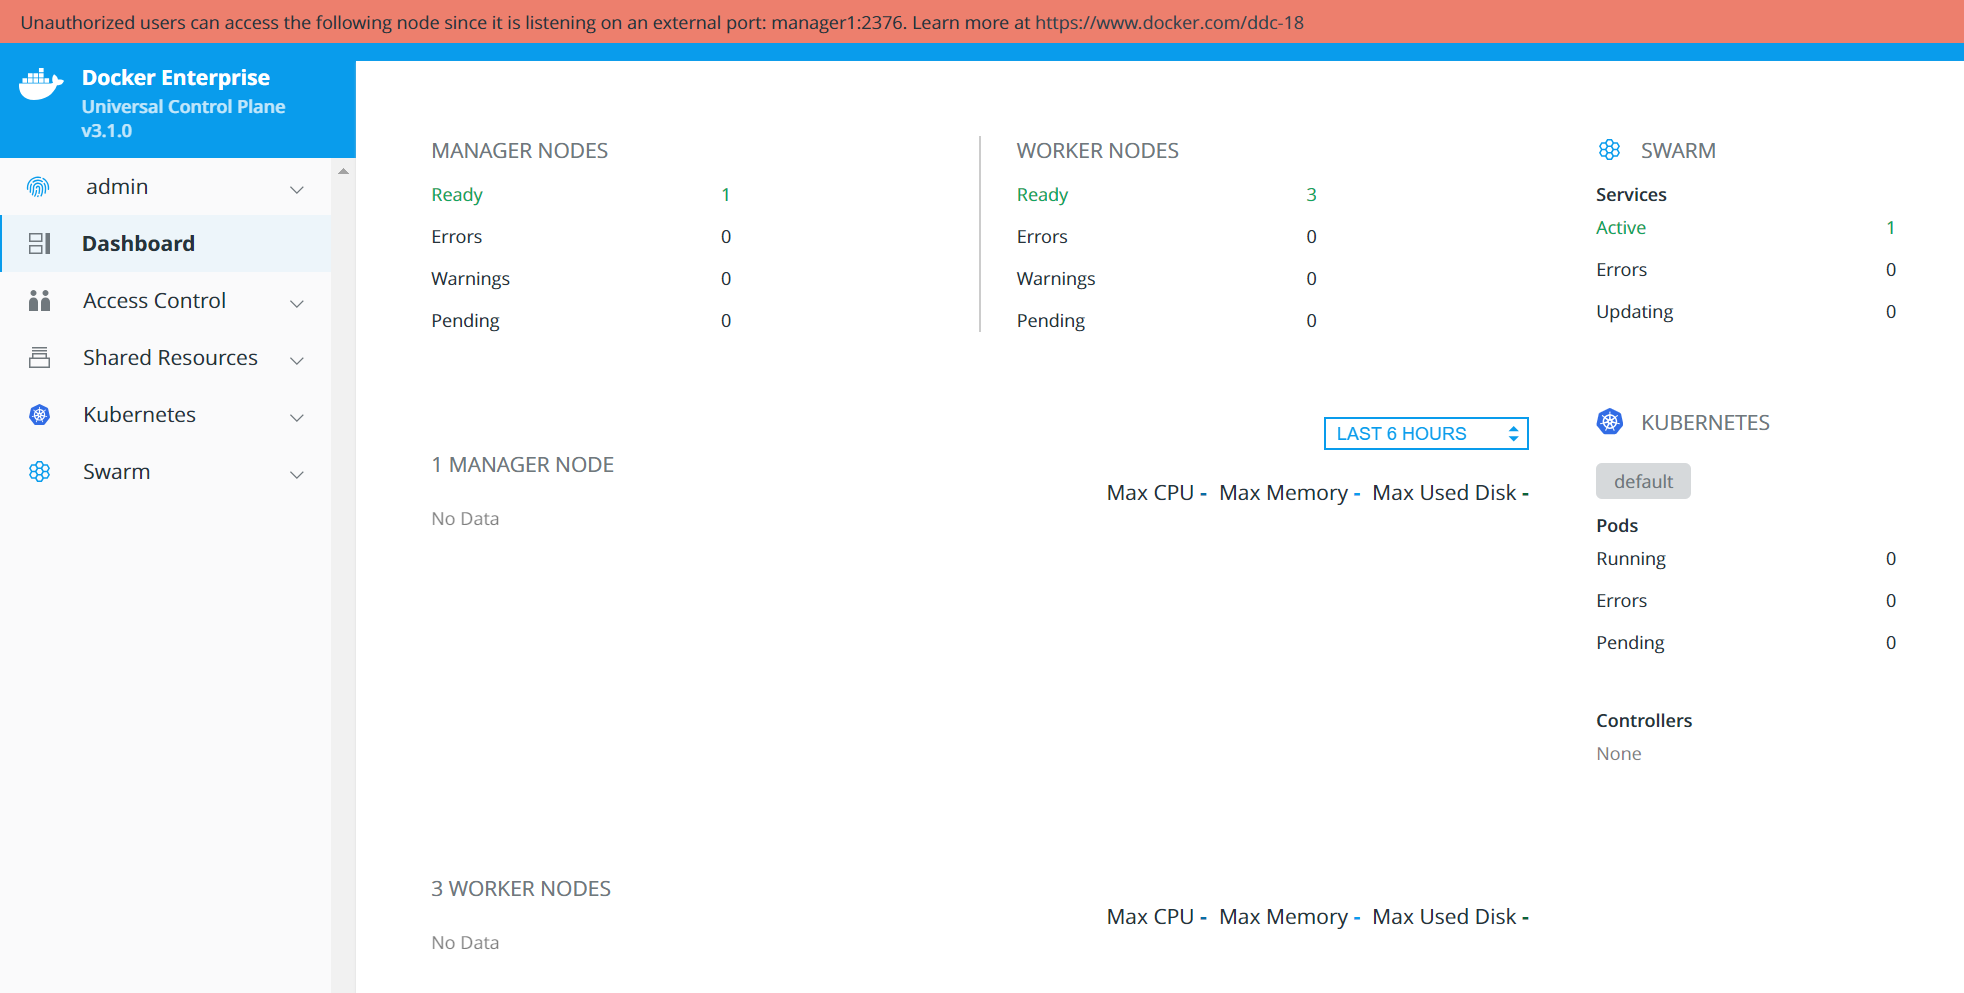 Unauthorized users can access the following node since it is listening on an external port: manager1:2376. Learn more at https://www.docker.com/ddc-18
Docker Enterprise
Universal Control Plane
v3.1.0
admin
Dashboard
Access Control
Shared Resources
Kubernetes
Swarm
MANAGER NODES
Ready 1
Errors 0
Warnings 0
Pending 0
WORKER NODES
Ready 3
Errors 0
Warnings 0
Pending 0
LAST 6 HOURS
1 MANAGER NODE
Max CPU - Max Memory - Max Used Disk -
No Data
3 WORKER NODES
Max CPU - Max Memory - Max Used Disk -
No Data
SWARM
Services
Active 1
Errors 0
Updating 0
KUBERNETES
default
Pods
Running 0
Errors 0
Pending 0
Controllers
None